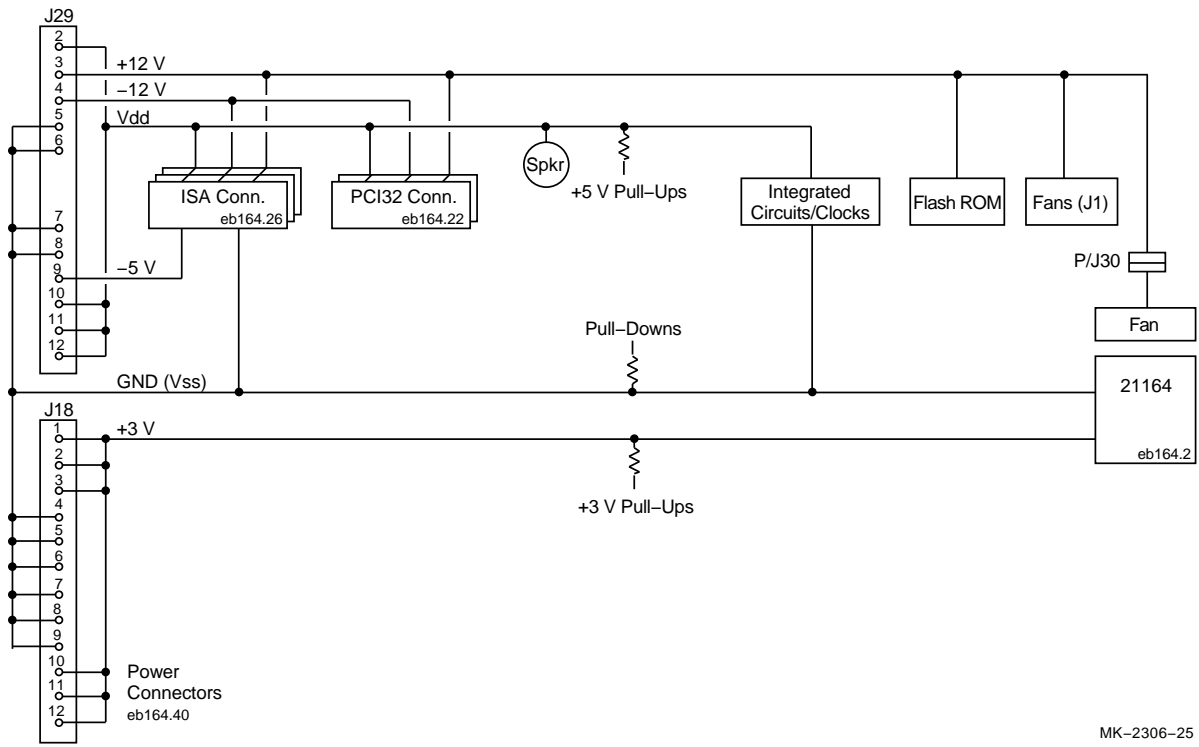 J29
2
3
4
5
6
7
8
9
10
11
12
+12 V
−12 V
Vdd
−5 V
GND (Vss)
ISA Conn.
eb164.26
PCI32 Conn.
eb164.22
Spkr
+5 V Pull−Ups
Integrated
Circuits/Clocks
Flash ROM
Fans (J1)
P/J30
Fan
Pull−Downs
21164
eb164.2
J18
1
2
3
4
5
6
7
8
9
10
11
12
+3 V
+3 V Pull−Ups
Power
Connectors
eb164.40
MK−2306−25